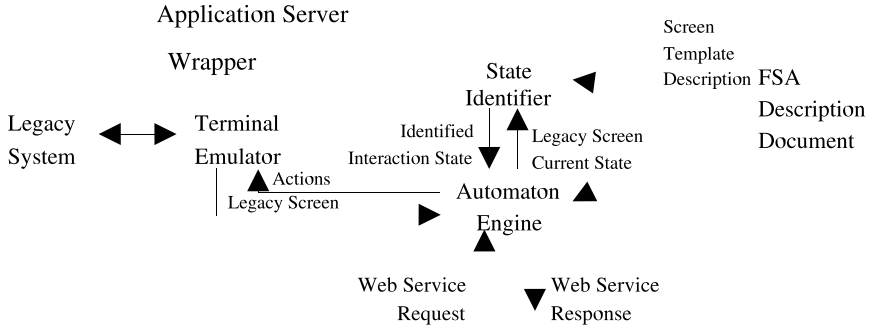 Application Server
Wrapper
Screen
Template
Description
FSA
Description
Document
State
Identifier
Legacy
System
Terminal
Emulator
Identified
Interaction State
Legacy Screen
Current State
Actions
Legacy Screen
Automaton
Engine
Web Service
Request
Web Service
Response